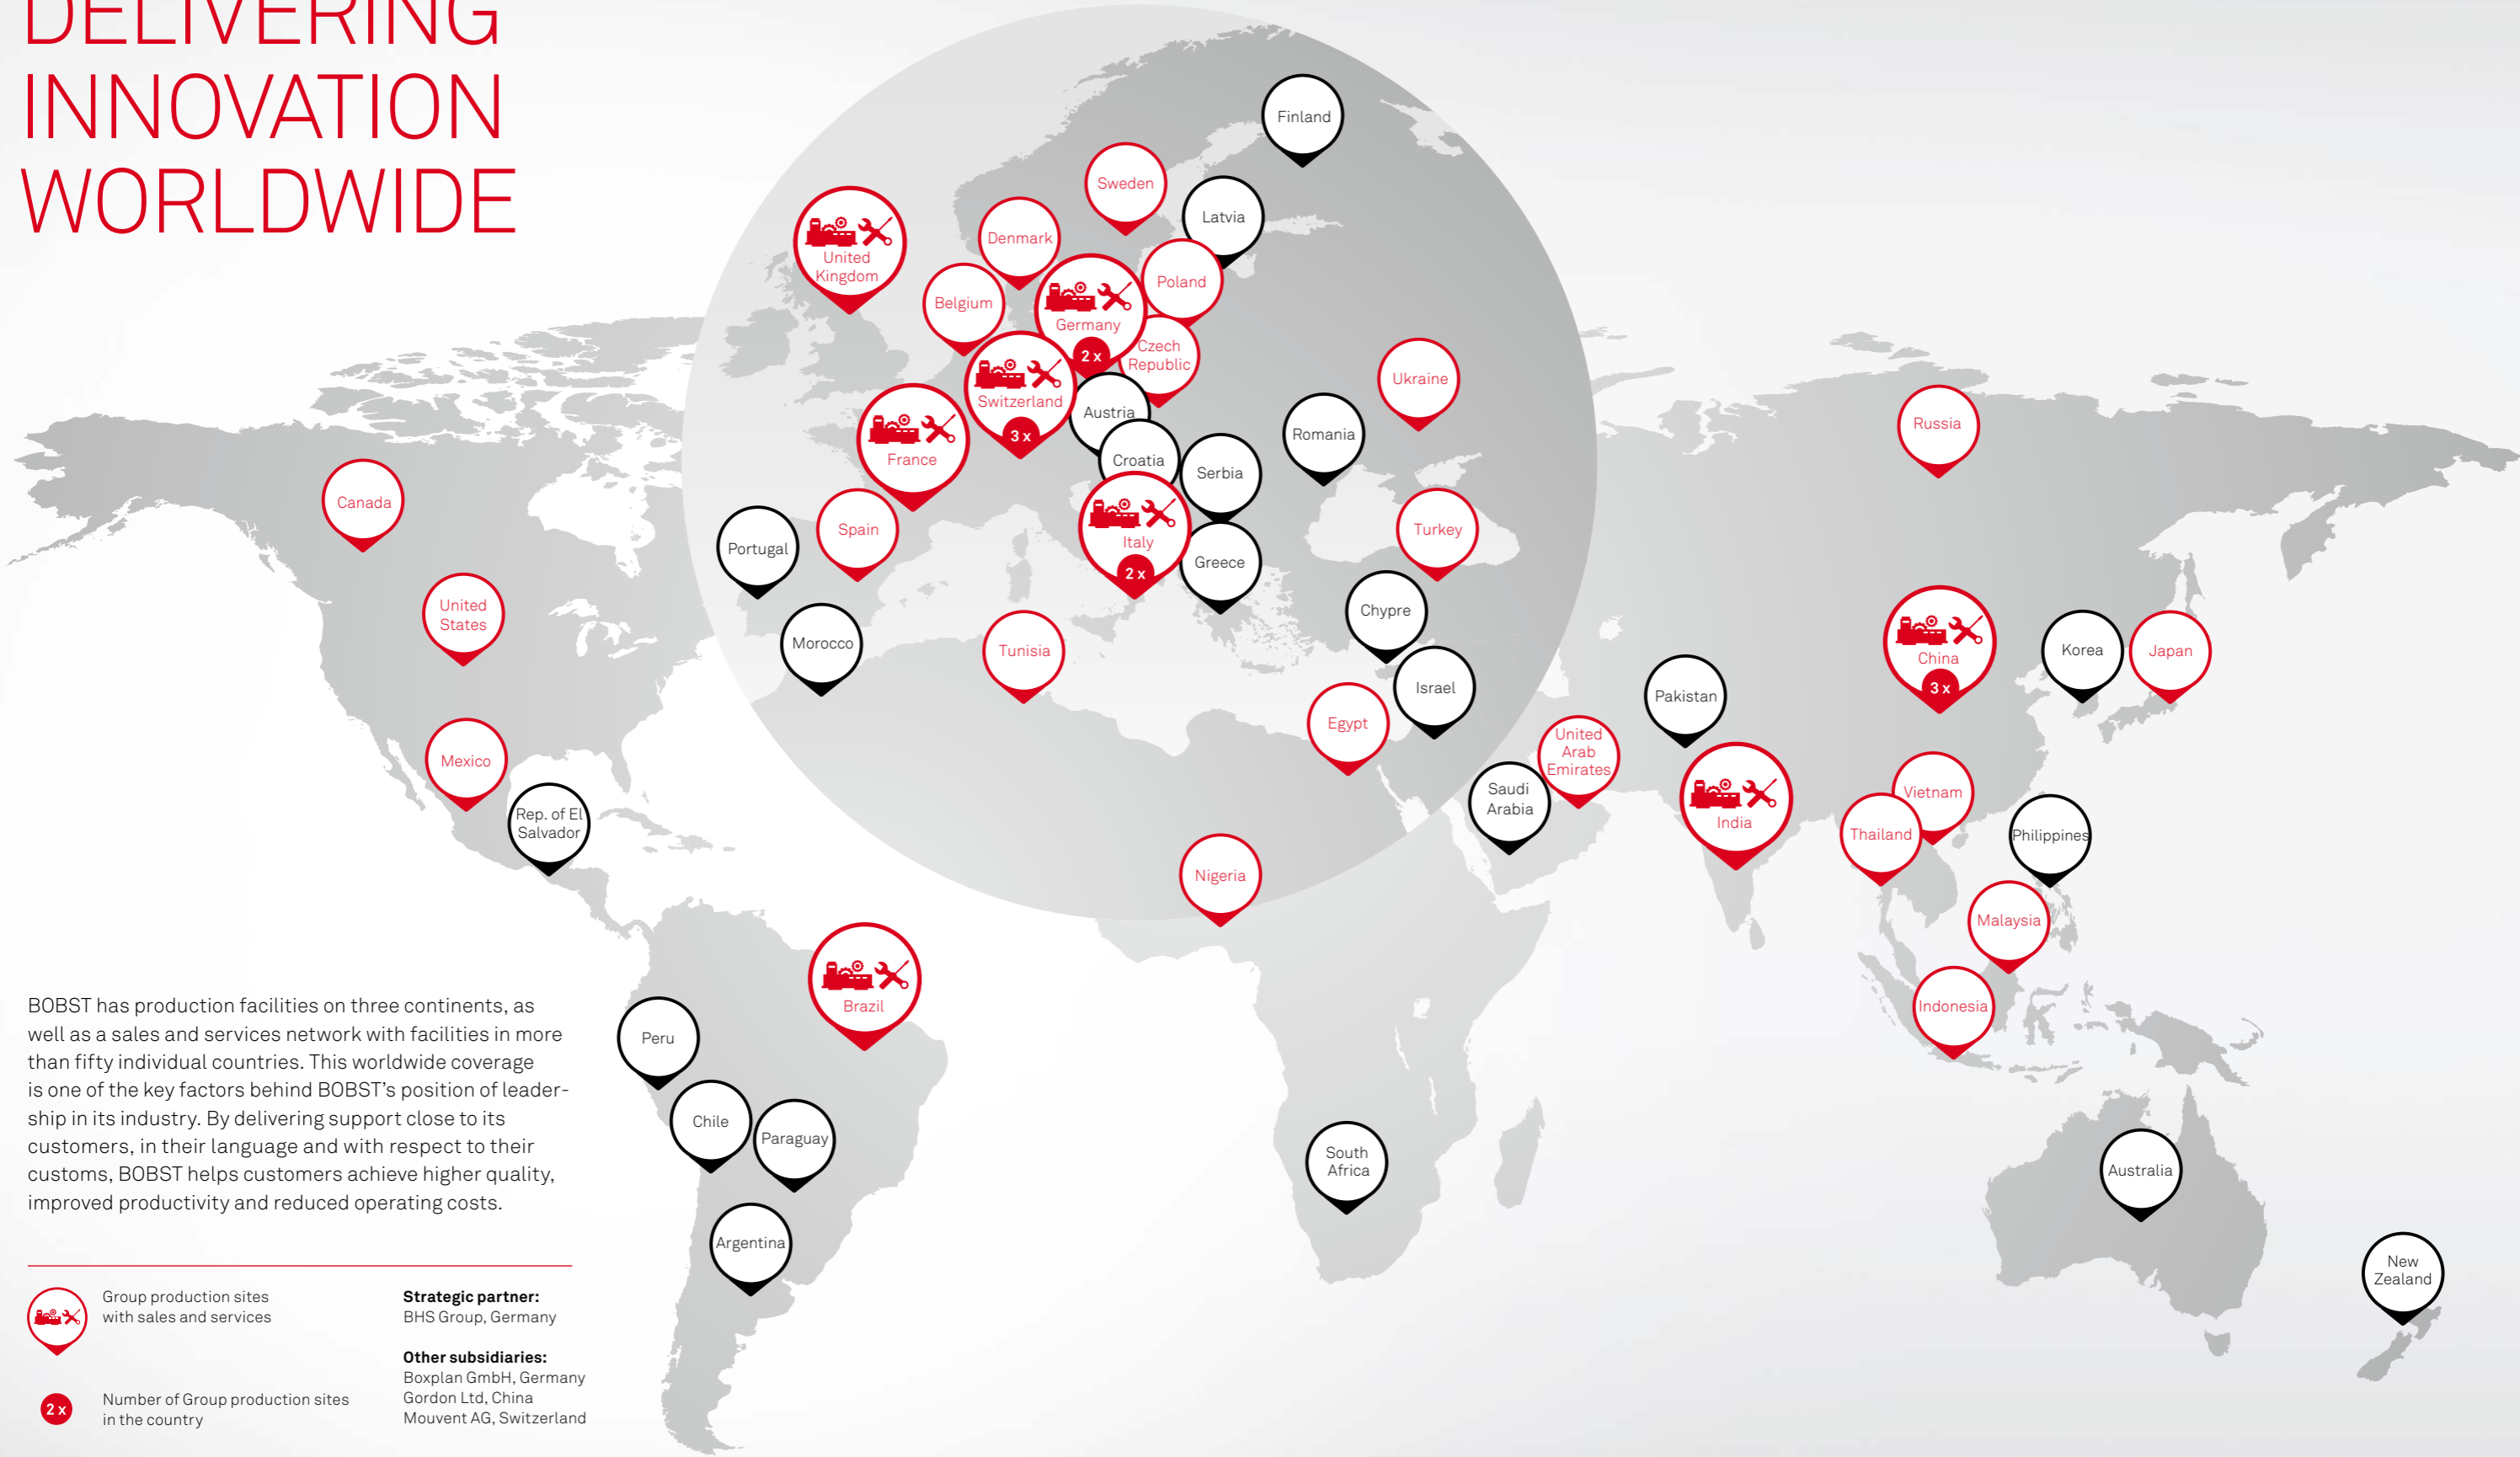 DELIVERING
INNOVATION
WORLDWIDE
Finland
Sweden
Latvia
Denmark
United
Kingdom
Poland
Belgium
Germany
2 x
Czech
Republic
Switzerland
3 x
Austria
Ukraine
Romania
Russia
France
Croatia
Serbia
Canada
Spain
Portugal
Italy
2 x
Greece
Turkey
United
States
Chypre
Morocco
Tunisia
China
3 x
Korea
Japan
Israel
Pakistan
Egypt
United
Arab
Emirates
Mexico
Saudi
Arabia
India
Vietnam
Thailand
Philippines
Rep. of El
Salvador
Nigeria
Malaysia
Brazil
Indonesia
Peru
Chile
Paraguay
South
Africa
Australia
Argentina
New
Zealand
BOBST has production facilities on three continents, as
well as a sales and services network with facilities in more
than fifty individual countries. This worldwide coverage
is one of the key factors behind BOBST’s position of leader-
ship in its industry. By delivering support close to its
customers, in their language and with respect to their
customs, BOBST helps customers achieve higher quality,
improved productivity and reduced operating costs.
Group production sites
with sales and services
2 x
Number of Group production sites
in the country
Strategic partner:
BHS Group, Germany
Other subsidiaries:
Boxplan GmbH, Germany
Gordon Ltd, China
Mouvent AG, Switzerland